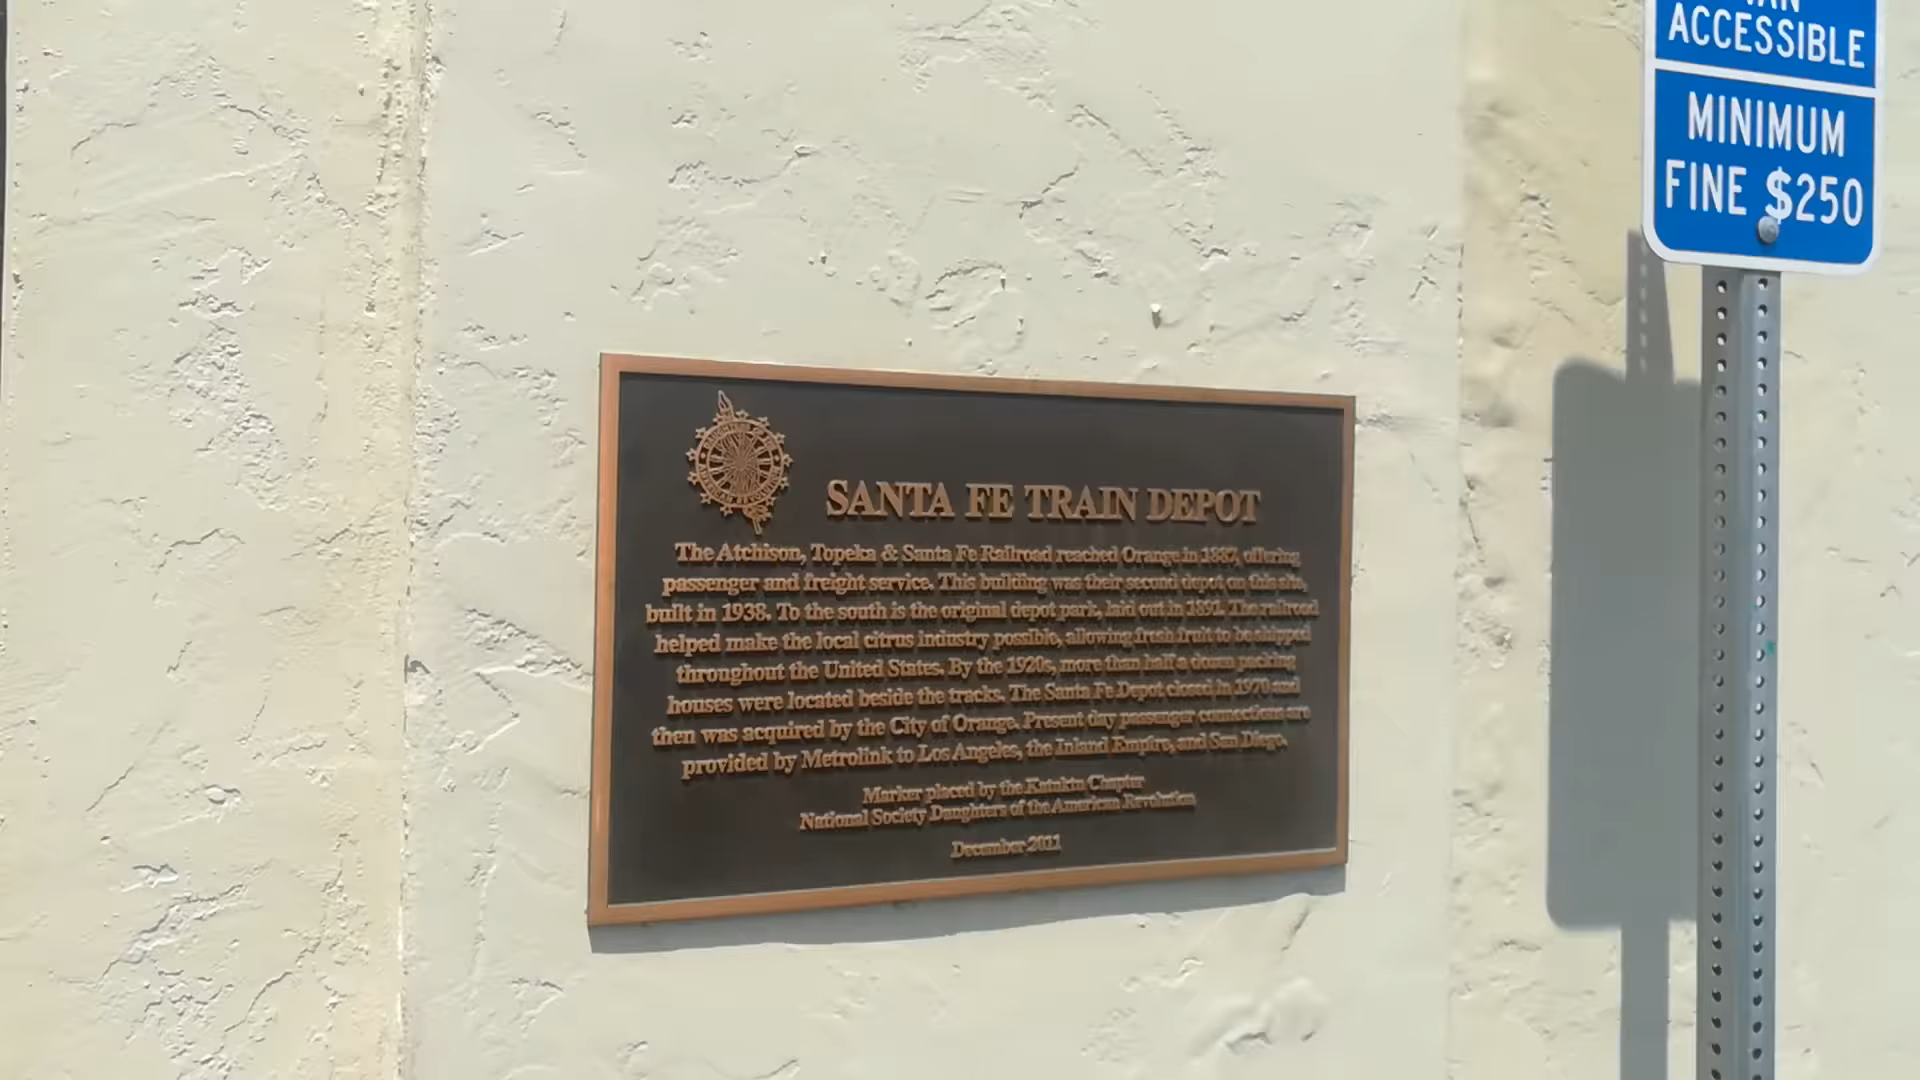 VAN
ACCESSIBLE
MINIMUM
FINE $250
SANTA FE TRAIN DEPOT
The Atchison, Topeka & Santa Fe Railroad reached Orange in 1887, offering
passenger and freight service. This building was their second depot on this site,
built in 1938. To the south is the original depot park, laid out in 1891. The railroad
helped make the local citrus industry possible, allowing fresh fruit to be shipped
throughout the United States. By the 1920s, more than half a dozen packing
houses were located beside the tracks. The Santa Fe Depot closed in 1970 and
then was acquired by the City of Orange. Present day passenger connections are
provided by Metrolink to Los Angeles, the Inland Empire, and San Diego.
Marker placed by the Chapter
National Society Daughters of the American Revolution
December 2011